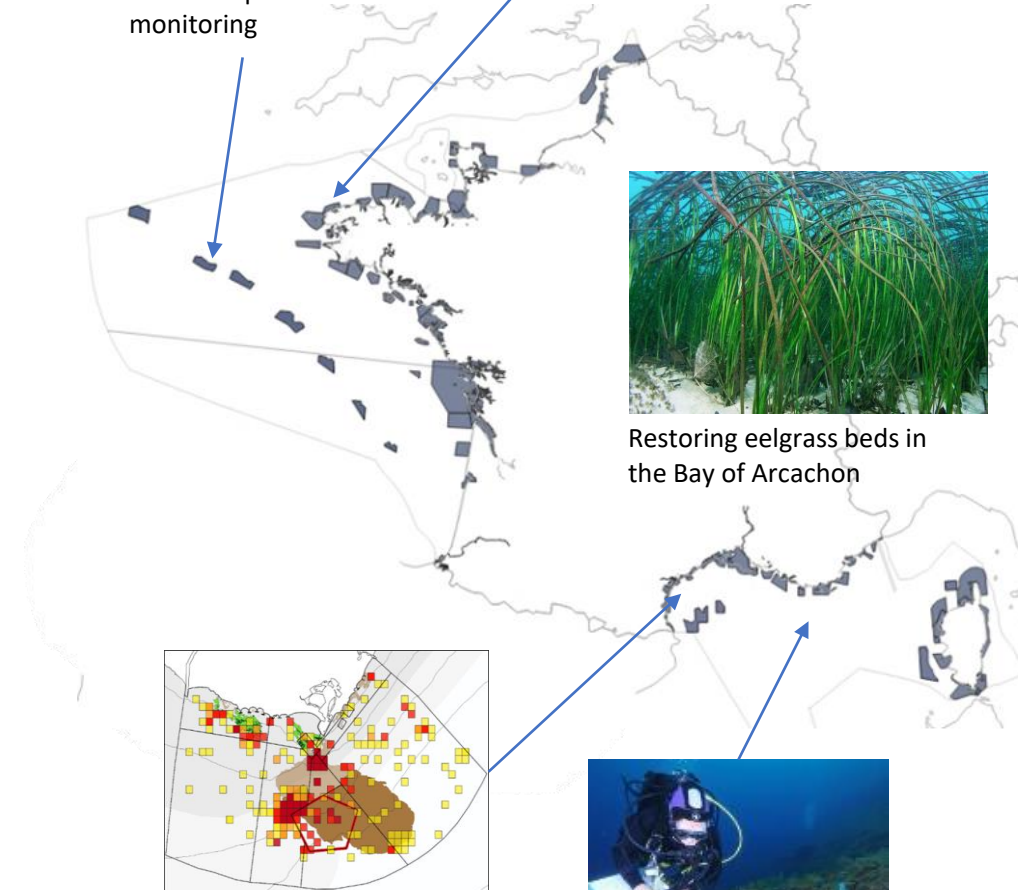 monitoring
Restoring eelgrass beds in
the Bay of Arcachon